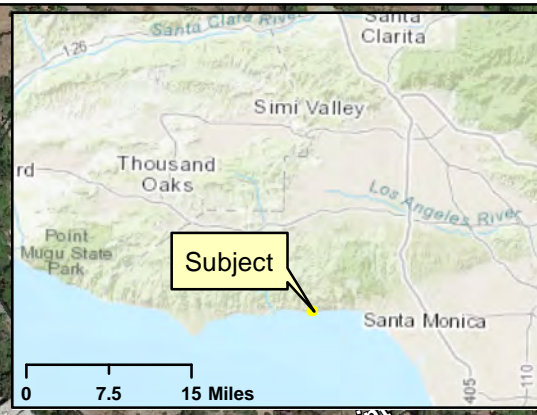 Santa Clara River
Santa
Clarita
126
Simi Valley
Thousand
Oaks
rd
Los Angeles River
Point
Mugu State
Park
Subject
Santa Monica
0 7.5 15 Miles
405
110